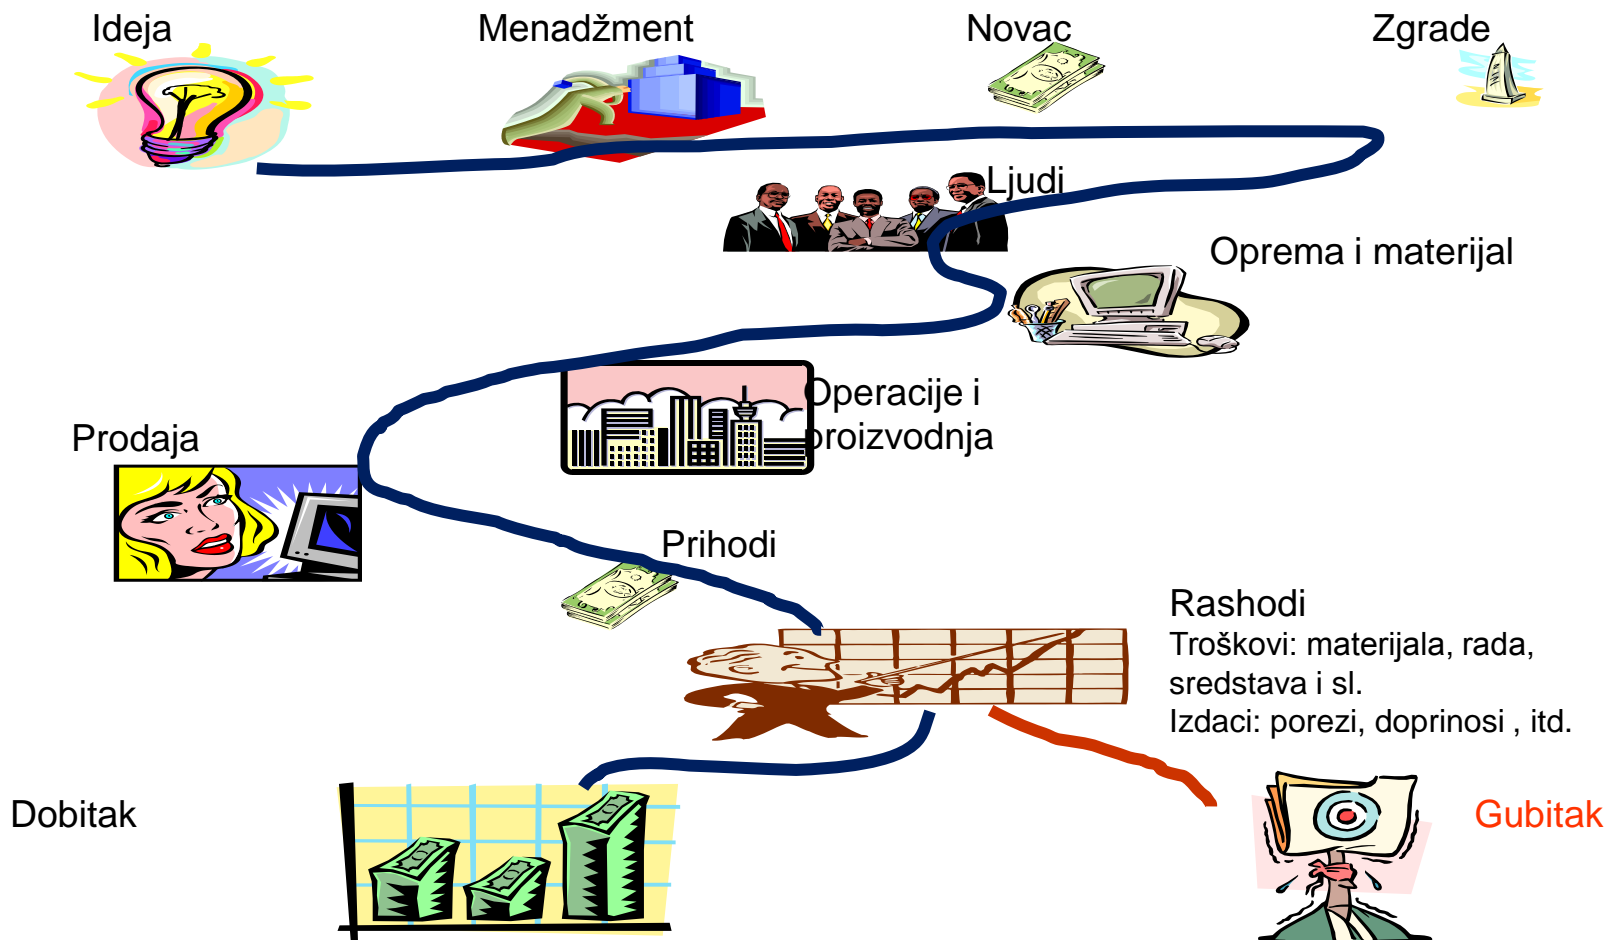 Ideja
Menadžment
Novac
Zgrade
Ljudi
Oprema i materijal
Operacije i
proizvodnja
Prodaja
Prihodi
Rashodi
Troškovi: materijala, rada,
sredstava i sl.
Izdaci: porezi, doprinosi , itd.
Dobitak
Gubitak